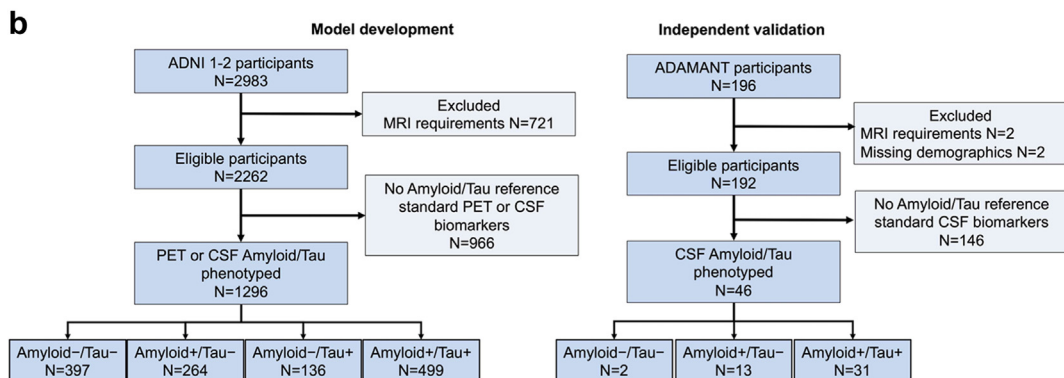 b
Model development
ADNI 1-2 participants
N=2983
Excluded
MRI requirements N=721
Eligible participants
N=2262
No Amyloid/Tau reference
standard PET or CSF
biomarkers
N=966
PET or CSF Amyloid/Tau
phenotyped
N=1296
Amyloid−/Tau−
N=397
Amyloid+/Tau−
N=264
Amyloid−/Tau+
N=136
Amyloid+/Tau+
N=499
Independent validation
ADAMANT participants
N=196
Excluded
MRI requirements N=2
Missing demographics N=2
Eligible participants
N=192
No Amyloid/Tau reference
standard CSF biomarkers
N=146
CSF Amyloid/Tau
phenotyped
N=46
Amyloid−/Tau−
N=2
Amyloid+/Tau−
N=13
Amyloid+/Tau+
N=31